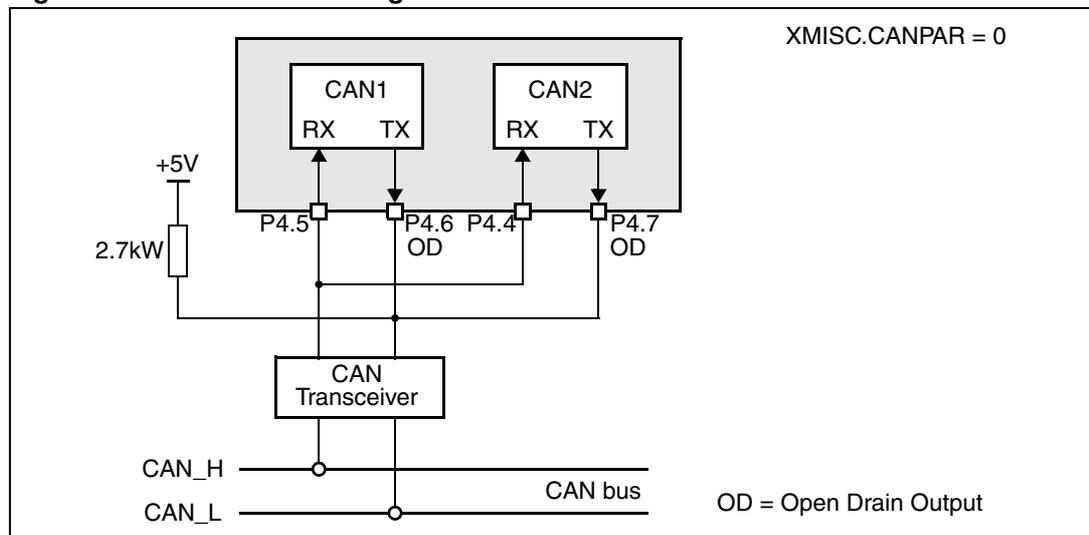 XMISC.CANPAR = 0
CAN1
CAN2
RX TX
RX TX
+5V
P4.5
P4.6
OD
P4.4
P4.7
OD
2.7kW
CAN
Transceiver
CAN_H
CAN bus
CAN_L
OD = Open Drain Output